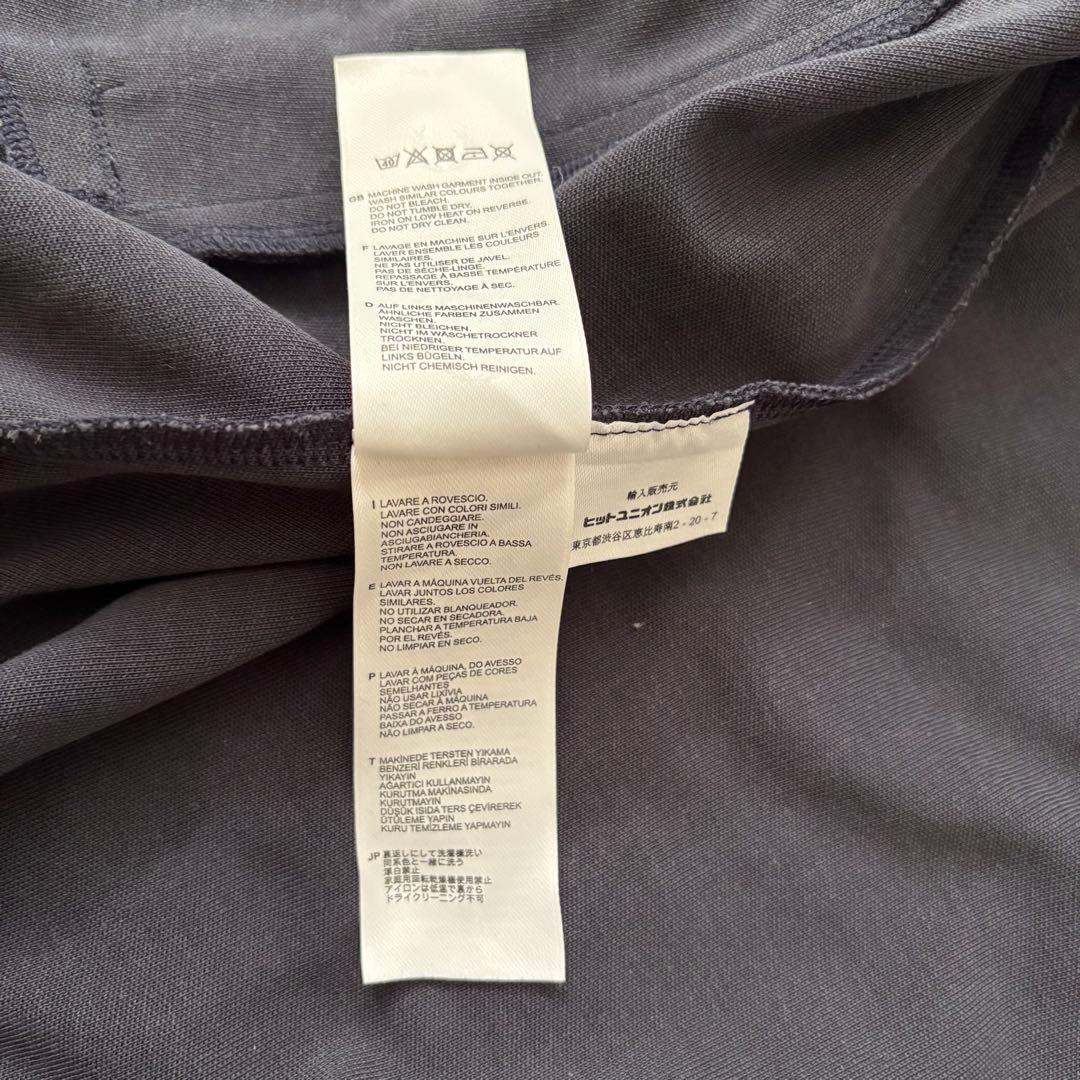 40
GB MACHINE WASH GARMENT INSIDE OUT.
WASH SIMILAR COLOURS TOGETHER.
DO NOT BLEACH.
DO NOT TUMBLE DRY.
IRON ON LOW HEAT ON REVERSE.
DO NOT DRY CLEAN.
F LAVAGE EN MACHINE SUR L'ENVERS.
LAVER ENSEMBLE LES COULEURS
SIMILAIRES.
NE PAS UTILISER DE JAVEL.
PAS DE SÈCHE-LINGE.
REPASSAGE À BASSE TEMPÉRATURE
SUR L'ENVERS.
PAS DE NETTOYAGE À SEC.
D AUF LINKS MASCHINENWASCHBAR.
ÄHNLICHE FARBEN ZUSAMMEN
WASCHEN.
NICHT BLEICHEN.
NICHT IM WÄSCHETROCKNER
TROCKNEN.
BEI NIEDRIGER TEMPERATUR AUF
LINKS BÜGELN.
NICHT CHEMISCH REINIGEN.
I LAVARE A ROVESCIO.
LAVARE CON COLORI SIMILI.
NON CANDEGGIARE.
NON ASCIUGARE IN
ASCIUGABIANCHERIA.
STIRARE A ROVESCIO A BASSA
TEMPERATURA.
NON LAVARE A SECCO.
E LAVAR A MÁQUINA VUELTA DEL REVÉS.
LAVAR JUNTOS LOS COLORES
SIMILARES.
NO UTILIZAR BLANQUEADOR.
NO SECAR EN SECADORA.
PLANCHAR A TEMPERATURA BAJA
POR EL REVÉS.
NO LIMPIAR EN SECO.
P LAVAR À MÁQUINA, DO AVESSO
LAVAR COM PEÇAS DE CORES
SEMELHANTES
NÃO USAR LIXÍVIA
NÃO SECAR À MÁQUINA
PASSAR A FERRO A TEMPERATURA
BAIXA DO AVESSO
NÃO LIMPAR A SECO.
T MAKİNEDE TERSTEN YIKAMA
BENZERİ RENKLERİ BİRARADA
YIKAYIN
AĞARTICI KULLANMAYIN
KURUTMA MAKİNASINDA
KURUTMAYIN
DÜŞÜK ISIDA TERS ÇEVİREREK
ÜTÜLEME YAPIN
KURU TEMİZLEME YAPMAYIN
JP 裏返しにして洗濯機洗い
同系色と一緒に洗う
漂白禁止
家庭用回転乾燥機使用禁止
アイロンは低温で裏から
ドライクリーニング不可
輸入販売元
ヒットユニオン株式会社
東京都渋谷区恵比寿南2-20-7